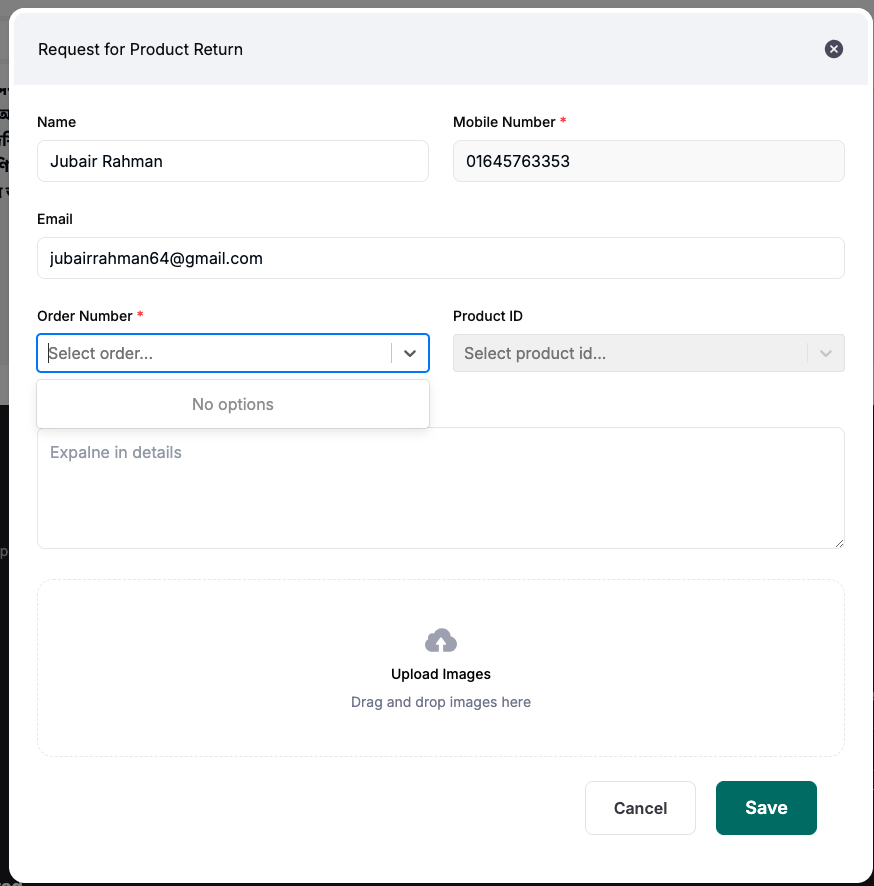 Request for Product Return
Name
Mobile Number *
Jubair Rahman
01645763353
Email
jubairrahman64@gmail.com
Order Number *
Product ID
Select order...
Select product id...
No options
Expalne in details
Upload Images
Drag and drop images here
Cancel
Save